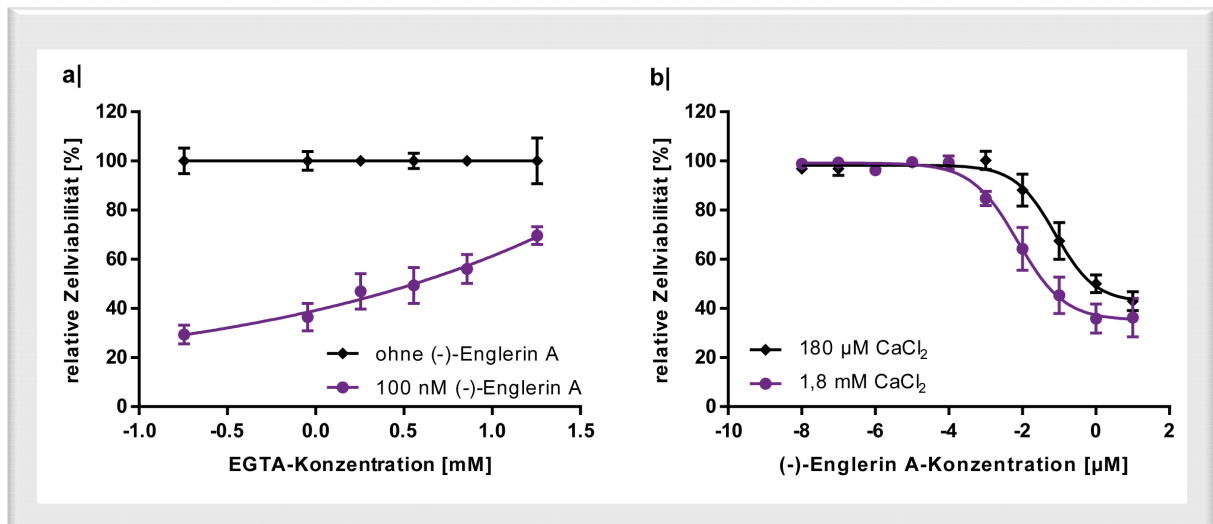 a|
relative Zellviabilität [%]
120
100
80
60
40
20
0
-1.0 -0.5 0.0 0.5 1.0 1.5
EGTA-Konzentration [mM]
ohne (-)-Englerin A
100 nM (-)-Englerin A
b|
relative Zellviabilität [%]
120
100
80
60
40
20
0
-10 -8 -6 -4 -2 0 2
(-)-Englerin A-Konzentration [µM]
180 µM CaCl₂
1,8 mM CaCl₂